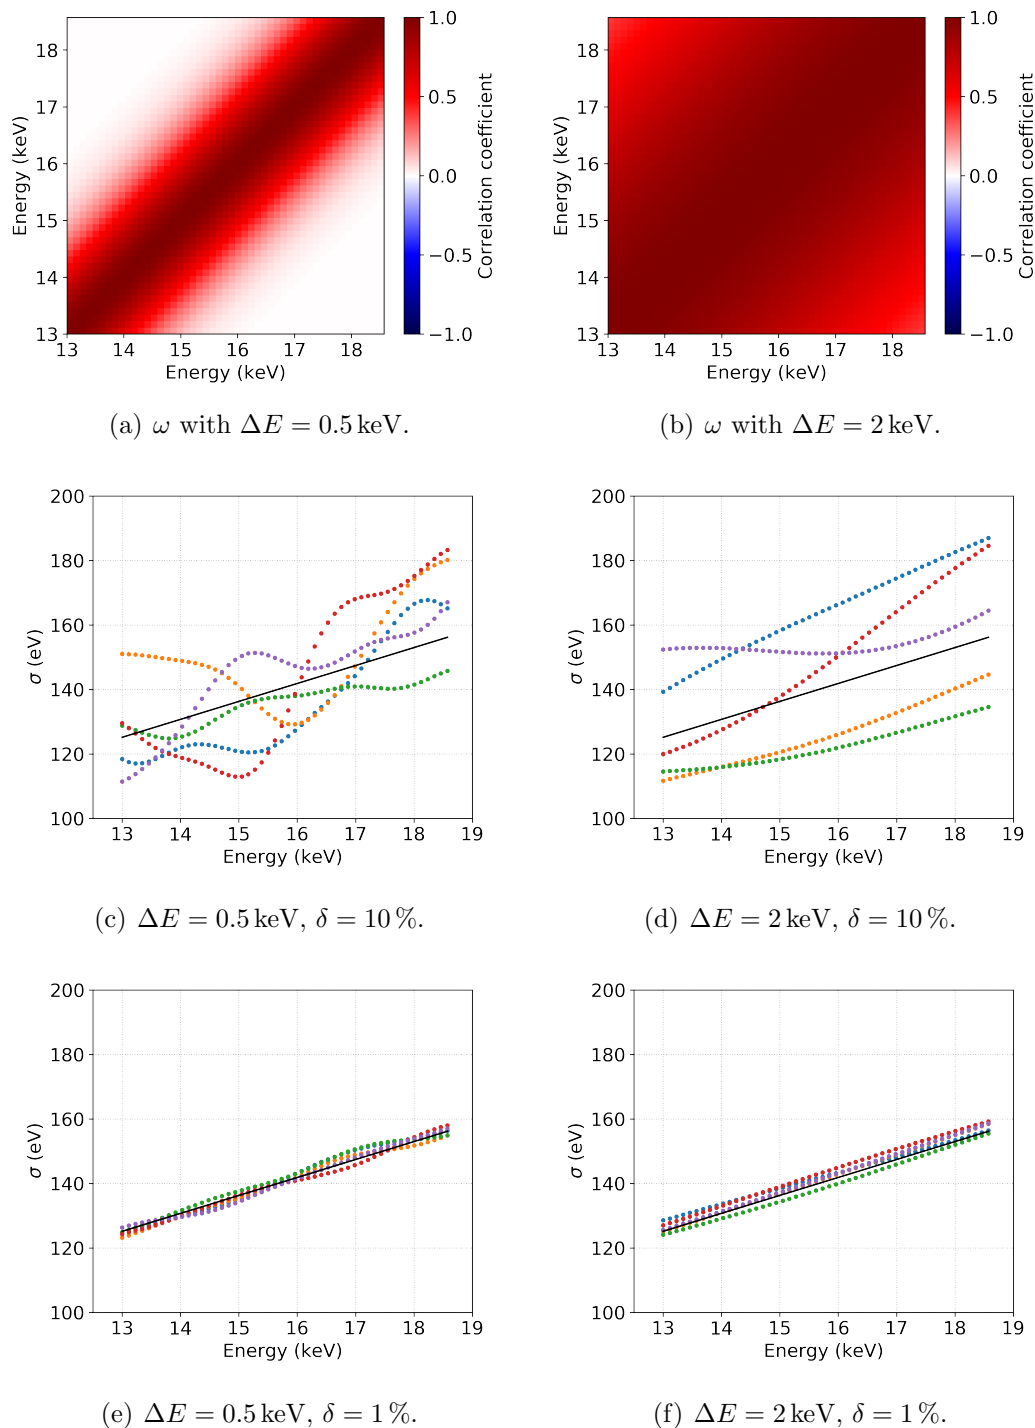 18
17
16
15
14
13
13 14 15 16 17 18
Energy (keV)
Energy (keV)
1.0
0.5
0.0
−0.5
−1.0
Correlation coefficient
(a) ω with ΔE = 0.5 keV.
18
17
16
15
14
13
13 14 15 16 17 18
Energy (keV)
Energy (keV)
1.0
0.5
0.0
−0.5
−1.0
Correlation coefficient
(b) ω with ΔE = 2 keV.
200
180
160
140
120
100
σ (eV)
13 14 15 16 17 18 19
Energy (keV)
(c) ΔE = 0.5 keV, δ = 10 %.
200
180
160
140
120
100
σ (eV)
13 14 15 16 17 18 19
Energy (keV)
(d) ΔE = 2 keV, δ = 10 %.
200
180
160
140
120
100
σ (eV)
13 14 15 16 17 18 19
Energy (keV)
(e) ΔE = 0.5 keV, δ = 1 %.
200
180
160
140
120
100
σ (eV)
13 14 15 16 17 18 19
Energy (keV)
(f) ΔE = 2 keV, δ = 1 %.